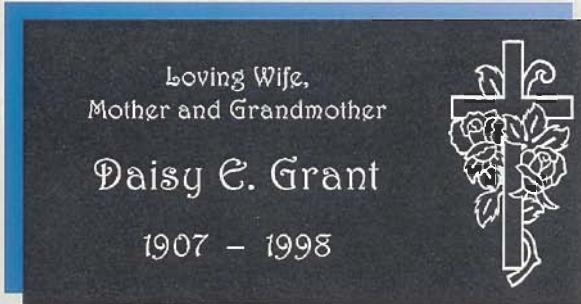 Loving Wife,
Mother and Grandmother
Daisy E. Grant
1907 – 1998